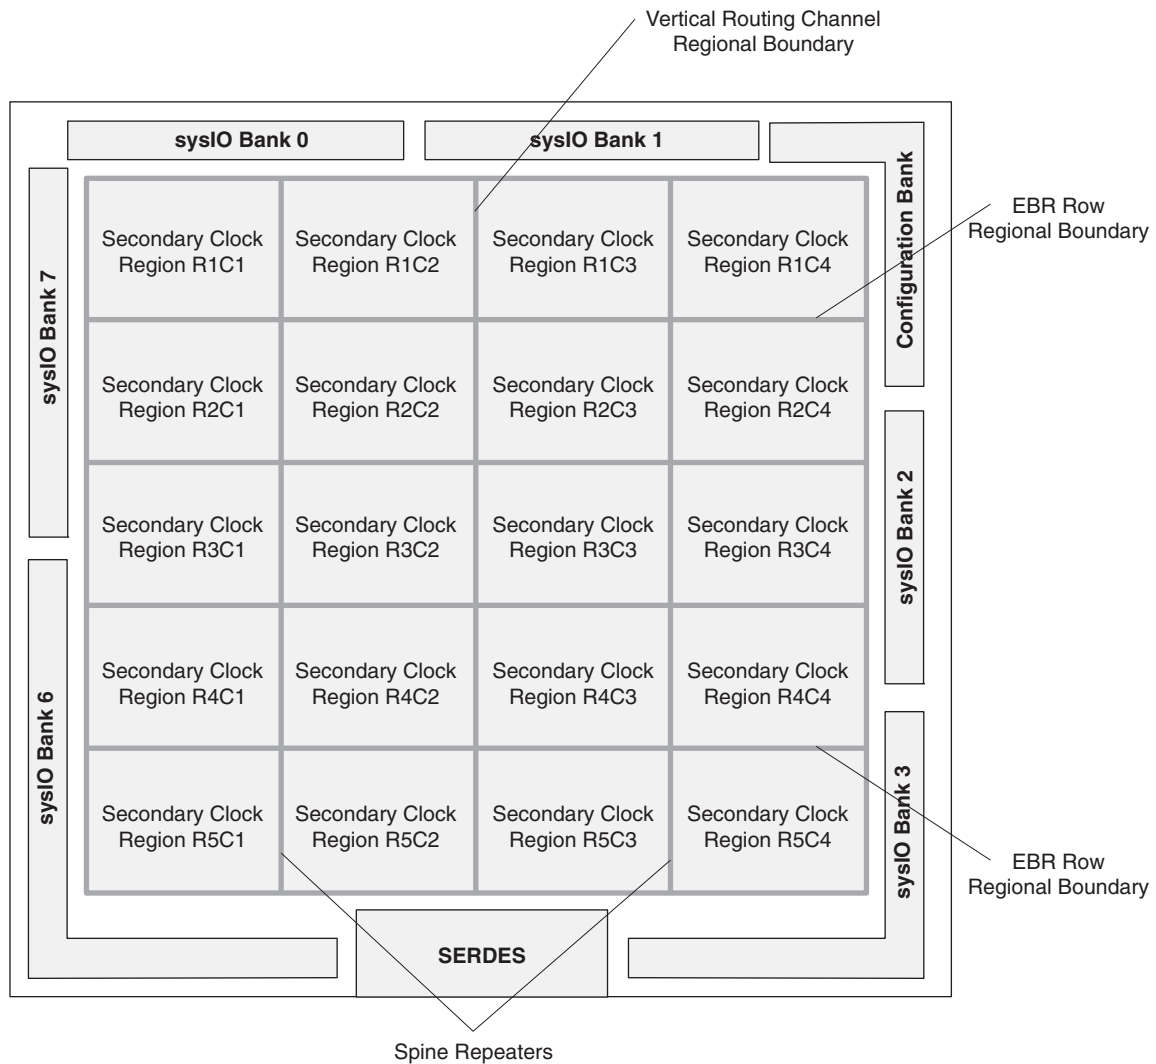 Vertical Routing Channel
Regional Boundary
sysIO Bank 0
sysIO Bank 1
Configuration Bank
sysIO Bank 7
EBR Row
Regional Boundary
Secondary Clock
Region R1C1
Secondary Clock
Region R1C2
Secondary Clock
Region R1C3
Secondary Clock
Region R1C4
Secondary Clock
Region R2C1
Secondary Clock
Region R2C2
Secondary Clock
Region R2C3
Secondary Clock
Region R2C4
sysIO Bank 2
Secondary Clock
Region R3C1
Secondary Clock
Region R3C2
Secondary Clock
Region R3C3
Secondary Clock
Region R3C4
sysIO Bank 6
Secondary Clock
Region R4C1
Secondary Clock
Region R4C2
Secondary Clock
Region R4C3
Secondary Clock
Region R4C4
sysIO Bank 3
Secondary Clock
Region R5C1
Secondary Clock
Region R5C2
Secondary Clock
Region R5C3
Secondary Clock
Region R5C4
EBR Row
Regional Boundary
SERDES
Spine Repeaters